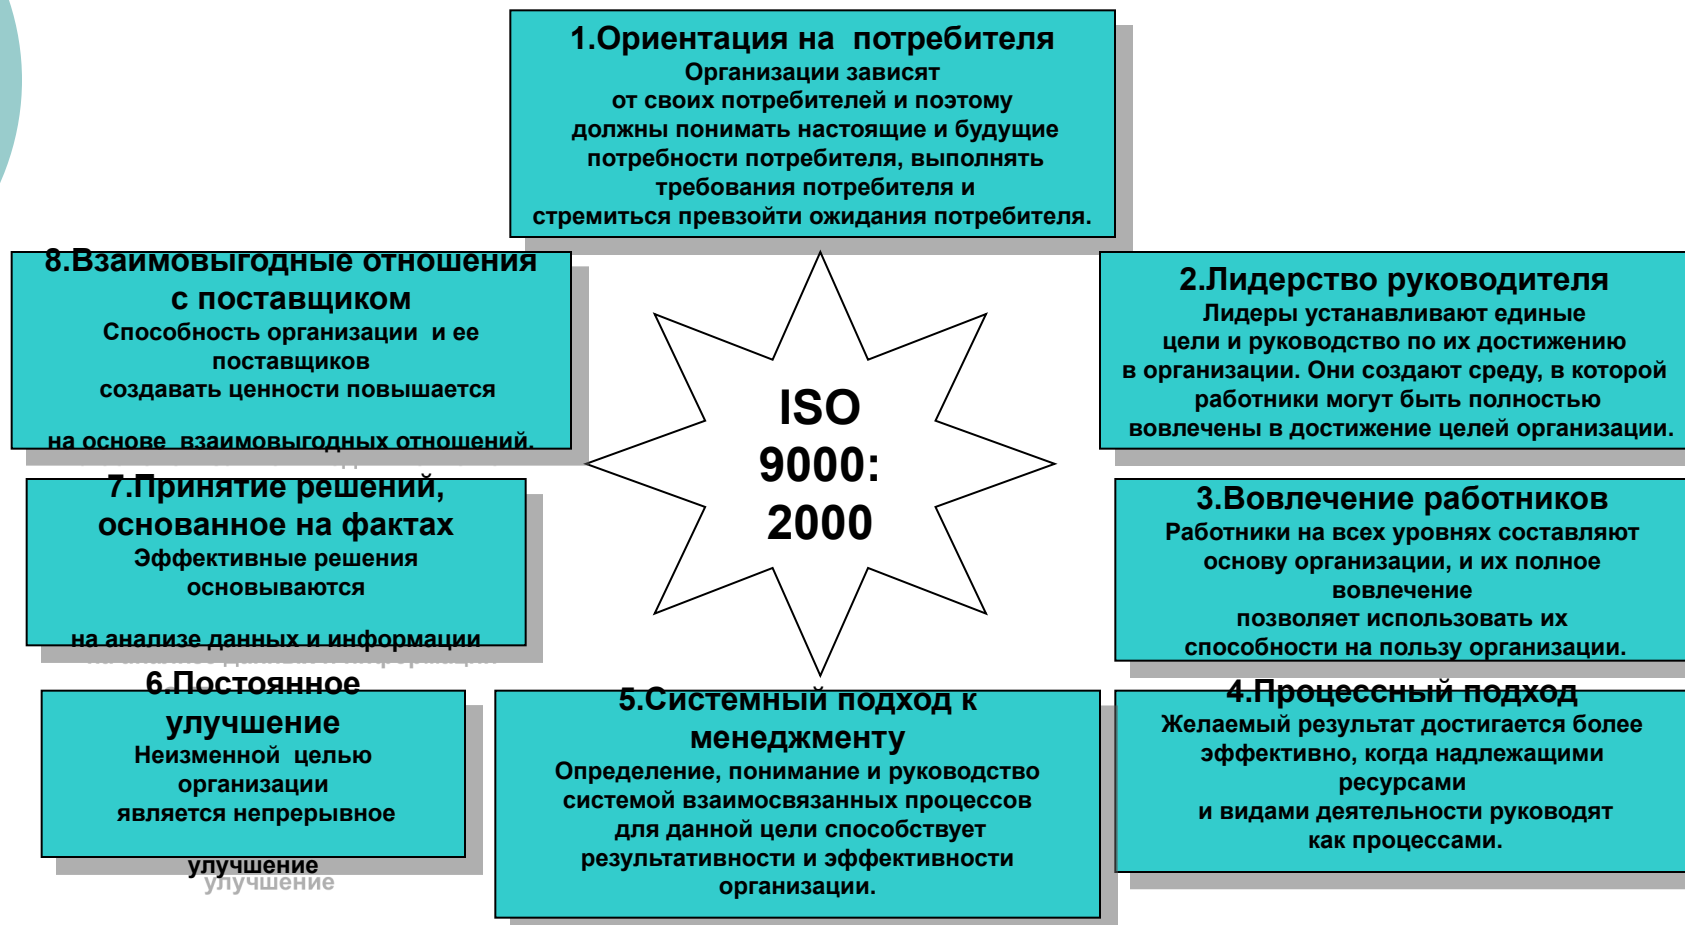 1.Ориентация на потребителя
Организации зависят
от своих потребителей и поэтому
должны понимать настоящие и будущие
потребности потребителя, выполнять
требования потребителя и
стремиться превзойти ожидания потребителя.
8.Взаимовыгодные отношения
с поставщиком
Способность организации и ее
поставщиков
создавать ценности повышается
на основе взаимовыгодных отношений.
2.Лидерство руководителя
Лидеры устанавливают единые
цели и руководство по их достижению
в организации. Они создают среду, в которой
работники могут быть полностью
вовлечены в достижение целей организации.
ISO
9000:
2000
7.Принятие решений,
основанное на фактах
Эффективные решения
основываются
на анализе данных и информации
3.Вовлечение работников
Работники на всех уровнях составляют
основу организации, и их полное
вовлечение
позволяет использовать их
способности на пользу организации.
6.Постоянное
улучшение
Неизменной целью
организации
является непрерывное
улучшение
5.Системный подход к
менеджменту
Определение, понимание и руководство
системой взаимосвязанных процессов
для данной цели способствует
результативности и эффективности
организации.
4.Процессный подход
Желаемый результат достигается более
эффективно, когда надлежащими
ресурсами
и видами деятельности руководят
как процессами.